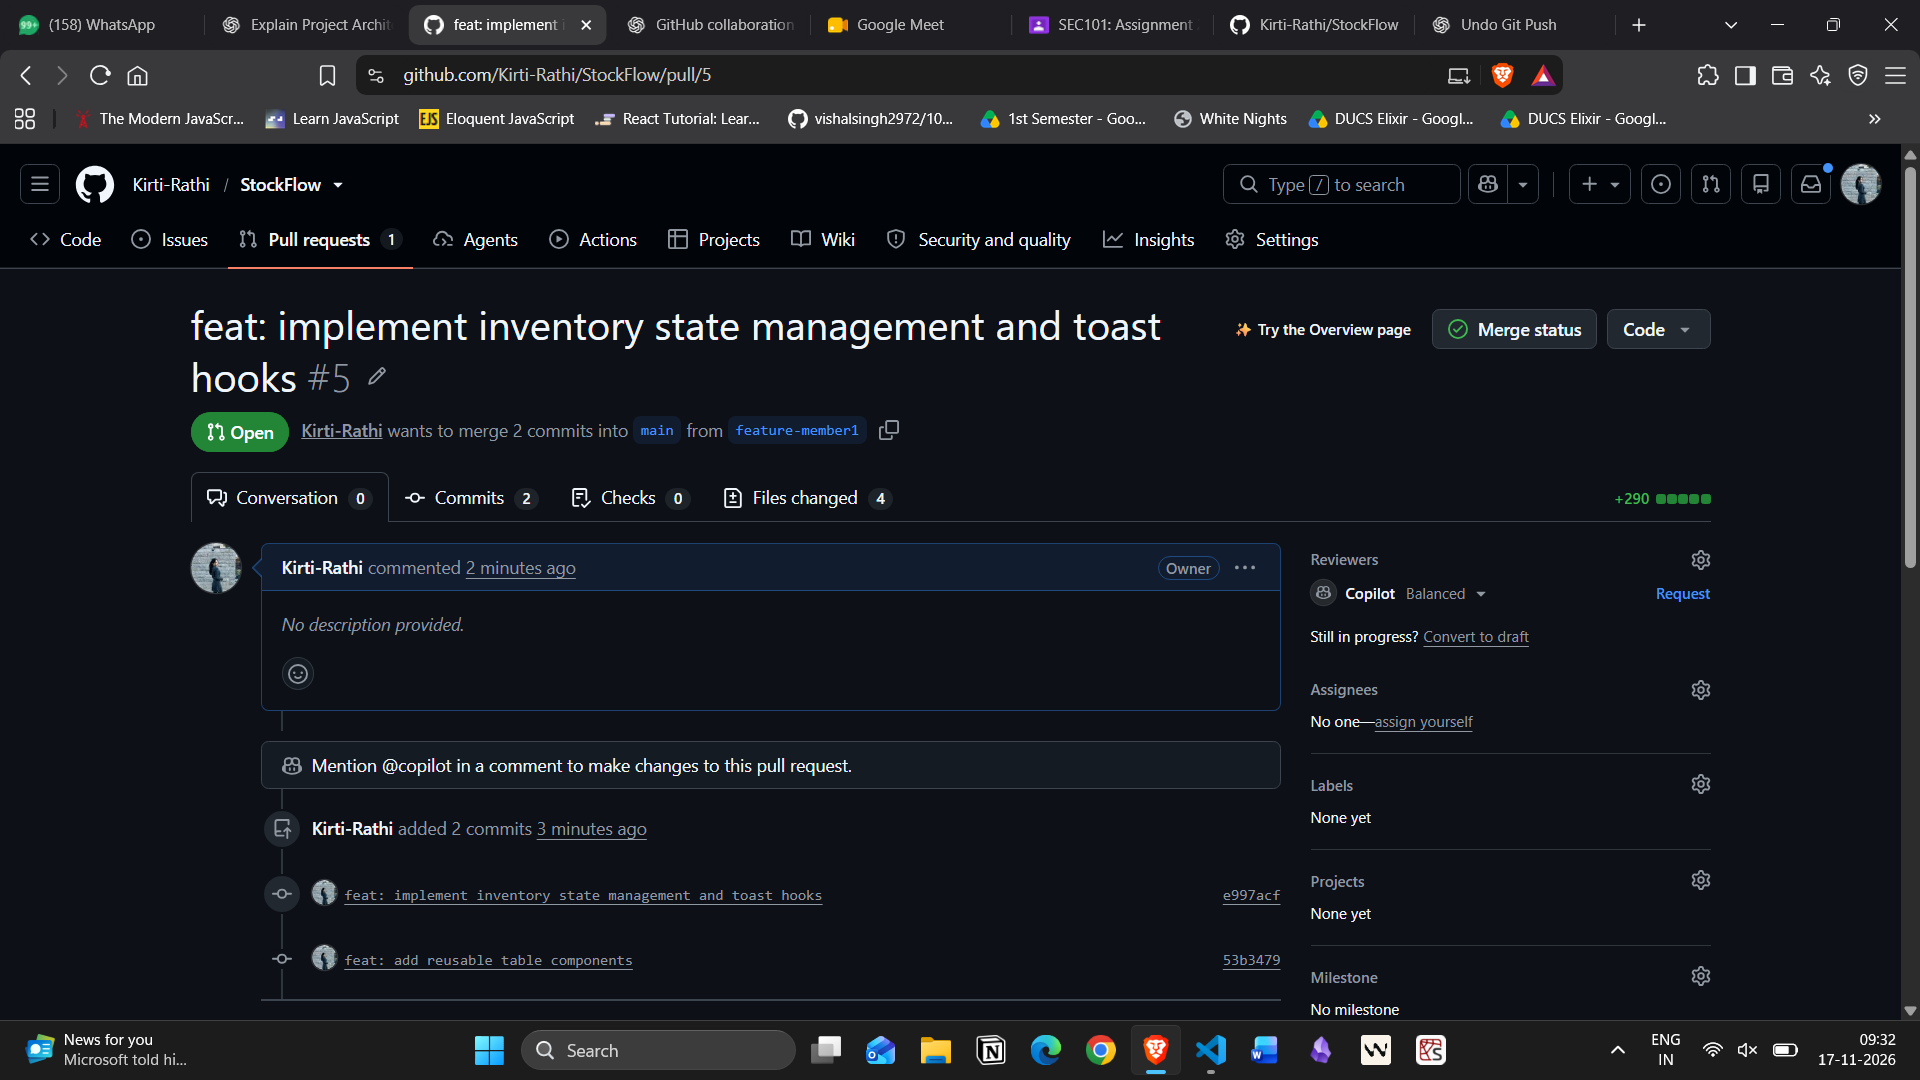 (158) WhatsApp
Explain Project Archit
feat: implement i
GitHub collaboration
Google Meet
SEC101: Assignment
Kirti-Rathi/StockFlow
Undo Git Push
github.com/Kirti-Rathi/StockFlow/pull/5
The Modern JavaScr...
Learn JavaScript
EJS Eloquent JavaScript
React Tutorial: Lear...
vishalsingh2972/10...
1st Semester - Goo...
White Nights
DUCS Elixir - Googl...
DUCS Elixir - Googl...
Kirti-Rathi / StockFlow
Type / to search
Code
Issues
Pull requests 1
Agents
Actions
Projects
Wiki
Security and quality
Insights
Settings
feat: implement inventory state management and toast
hooks #5
Try the Overview page
Merge status
Code
Open
Kirti-Rathi wants to merge 2 commits into main from feature-member1
Conversation 0
Commits 2
Checks 0
Files changed 4
+290
Kirti-Rathi commented 2 minutes ago
Owner
No description provided.
Mention @copilot in a comment to make changes to this pull request.
Kirti-Rathi added 2 commits 3 minutes ago
feat: implement inventory state management and toast hooks
e997acf
feat: add reusable table components
53b3479
Reviewers
Copilot Balanced
Request
Still in progress? Convert to draft
Assignees
No one—assign yourself
Labels
None yet
Projects
None yet
Milestone
No milestone
News for you
Microsoft told hi...
Search
ENG
IN
09:32
17-11-2026